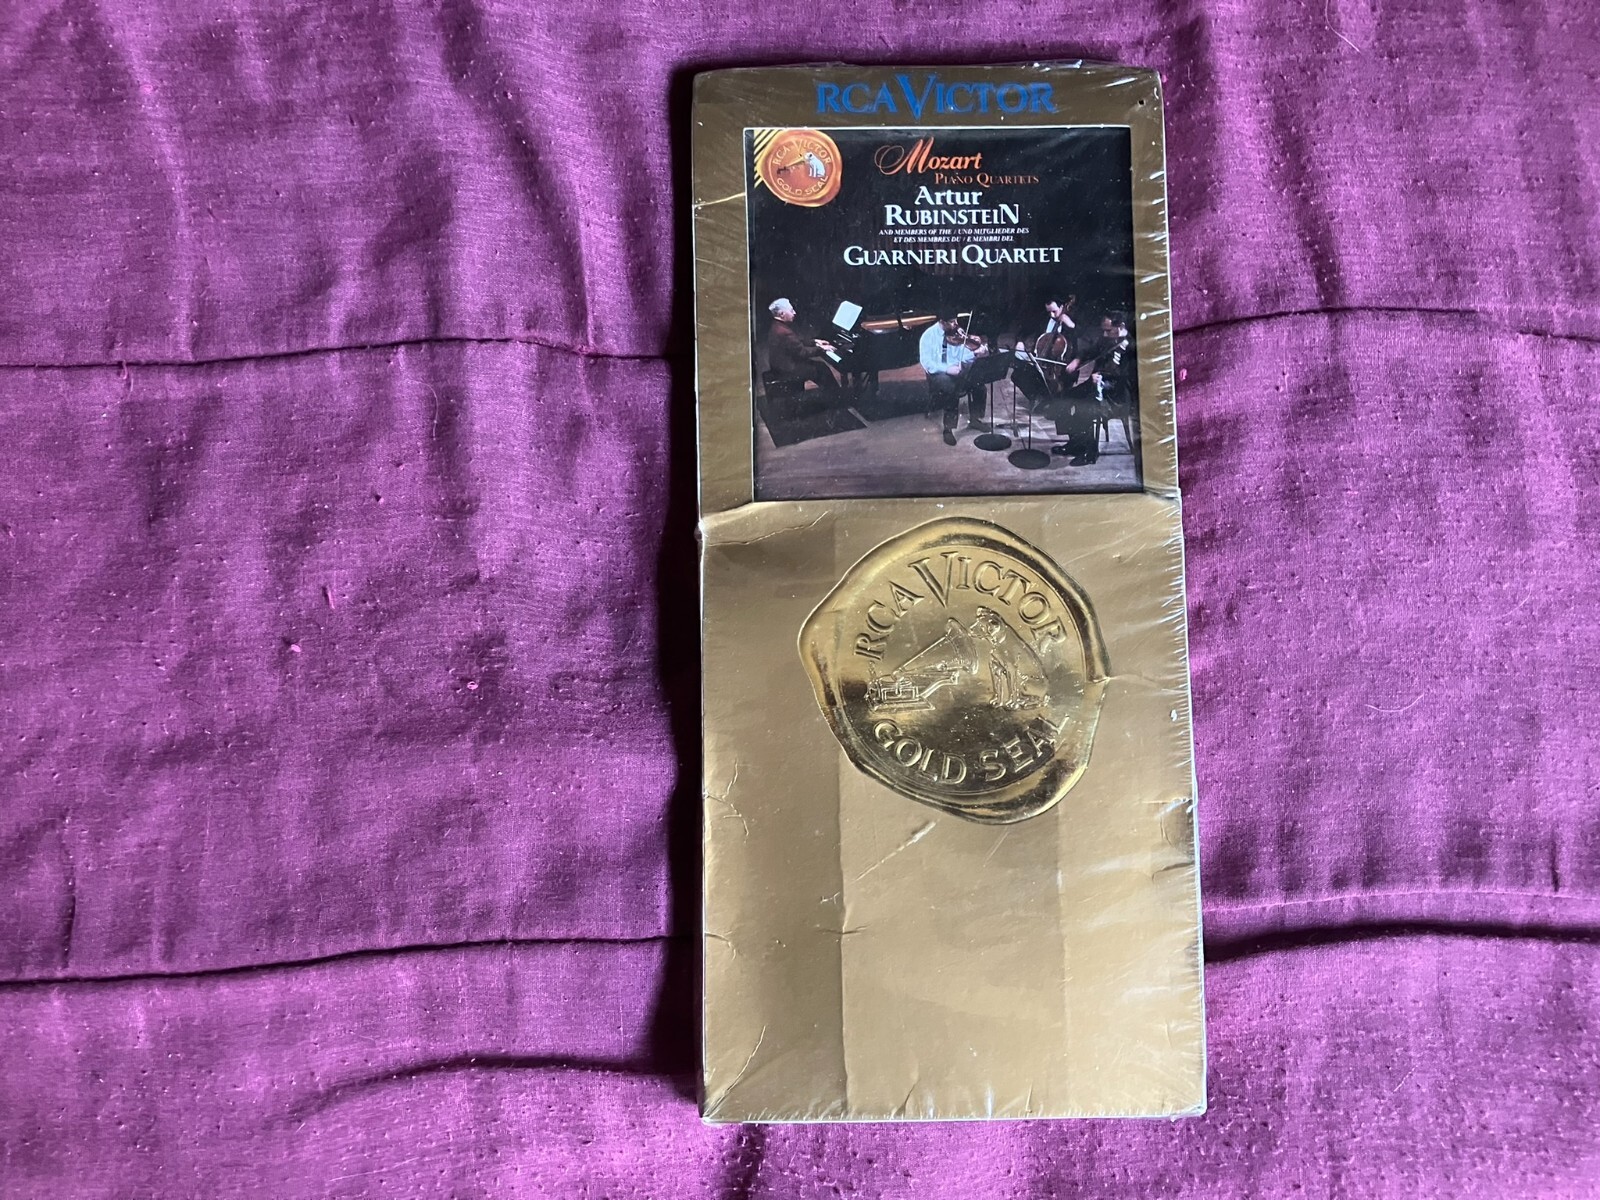 RCA VICTOR
RCA VICTOR
GOLD SEAL
Mozart
PIANO QUARTETS
Artur
RUBINSTEIN
AND MEMBERS OF THE / UND MITGLIEDER DES
ET DES MEMBRES DU / E MEMBRI DEL
GUARNERI QUARTET
RCA VICTOR
GOLD SEAL